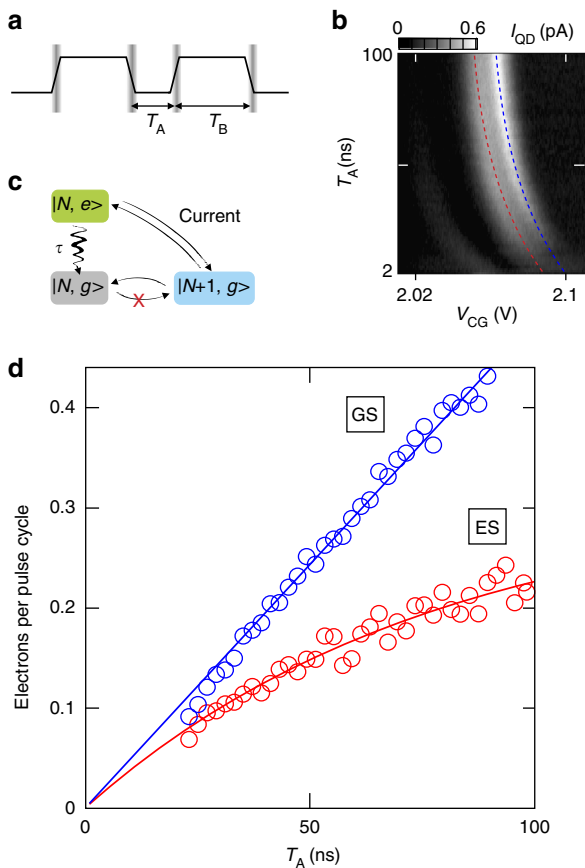 a
T_A
T_B
b
0
0.6
I_QD (pA)
100
T_A (ns)
2
2.02
2.1
V_CG (V)
c
|N, e>
Current
τ
|N, g>
|N+1, g>
X
d
GS
ES
0.4
0.3
0.2
0.1
0
0
50
100
Electrons per pulse cycle
T_A (ns)